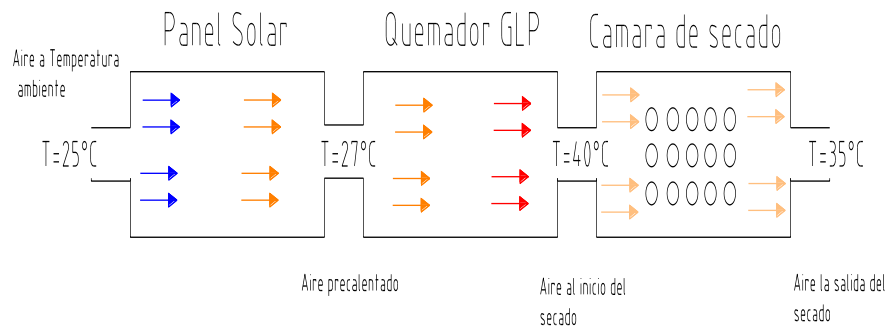 Panel Solar
Quemador GLP
Camara de secado
Aire a Temperatura
ambiente
T=25°C
T=27°C
T=40°C
T=35°C
Aire precalentado
Aire al inicio del
secado
Aire la salida del
secado